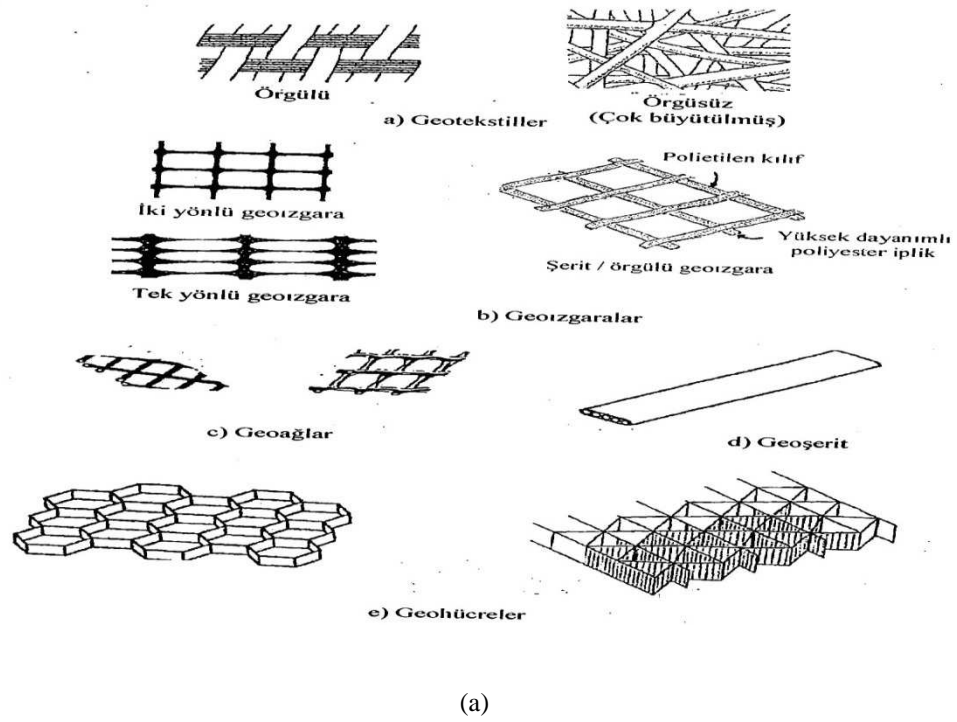 Örgülü
Örgüsüz
(Çok büyütülmüş)
a) Geotekstiller
İki yönlü geoızgara
Tek yönlü geoızgara
Polietilen kılıf
Yüksek dayanımlı
poliyester iplik
Şerit / örgülü geoızgara
b) Geoızgaralar
c) Geoağlar
d) Geoşerit
e) Geohücreler
(a)